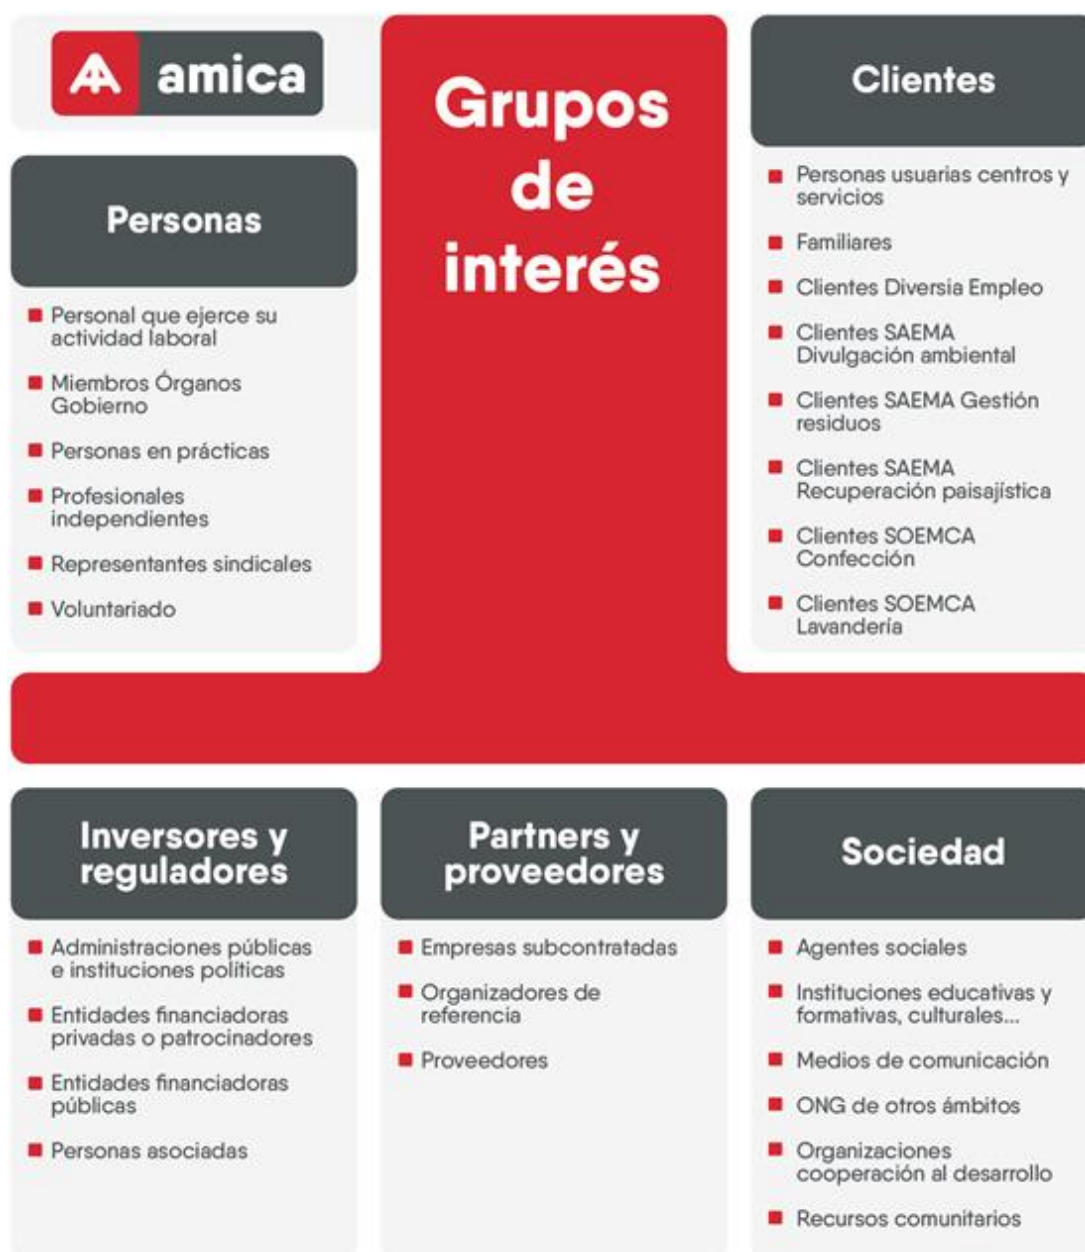 amica
Grupos
de
interés
Personas
Personal que ejerce su
actividad laboral
Miembros Órganos
Gobierno
Personas en prácticas
Profesionales
independientes
Representantes sindicales
Voluntariado
Clientes
Personas usuarias centros y
servicios
Familiares
Clientes Diversia Empleo
Clientes SAEMA
Divulgación ambiental
Clientes SAEMA Gestión
residuos
Clientes SAEMA
Recuperación paisajística
Clientes SOEMCA
Confección
Clientes SOEMCA
Lavandería
Inversores y
reguladores
Administraciones públicas
e instituciones políticas
Entidades financiadoras
privadas o patrocinadores
Entidades financiadoras
públicas
Personas asociadas
Partners y
proveedores
Empresas subcontratadas
Organizadores de
referencia
Proveedores
Sociedad
Agentes sociales
Instituciones educativas y
formativas, culturales...
Medios de comunicación
ONG de otros ámbitos
Organizaciones
cooperación al desarrollo
Recursos comunitarios